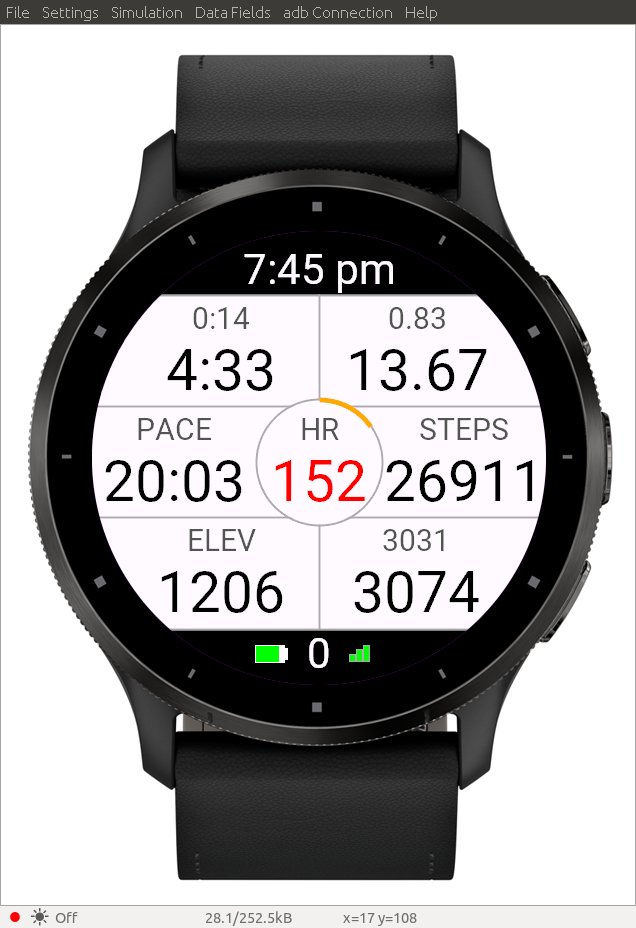 File Settings Simulation Data Fields adb Connection Help
7:45 pm
0:14 0.83
4:33 13.67
PACE HR STEPS
20:03 152 26911
ELEV 3031
1206 3074
0
Off 28.1/252.5kB x=17 y=108